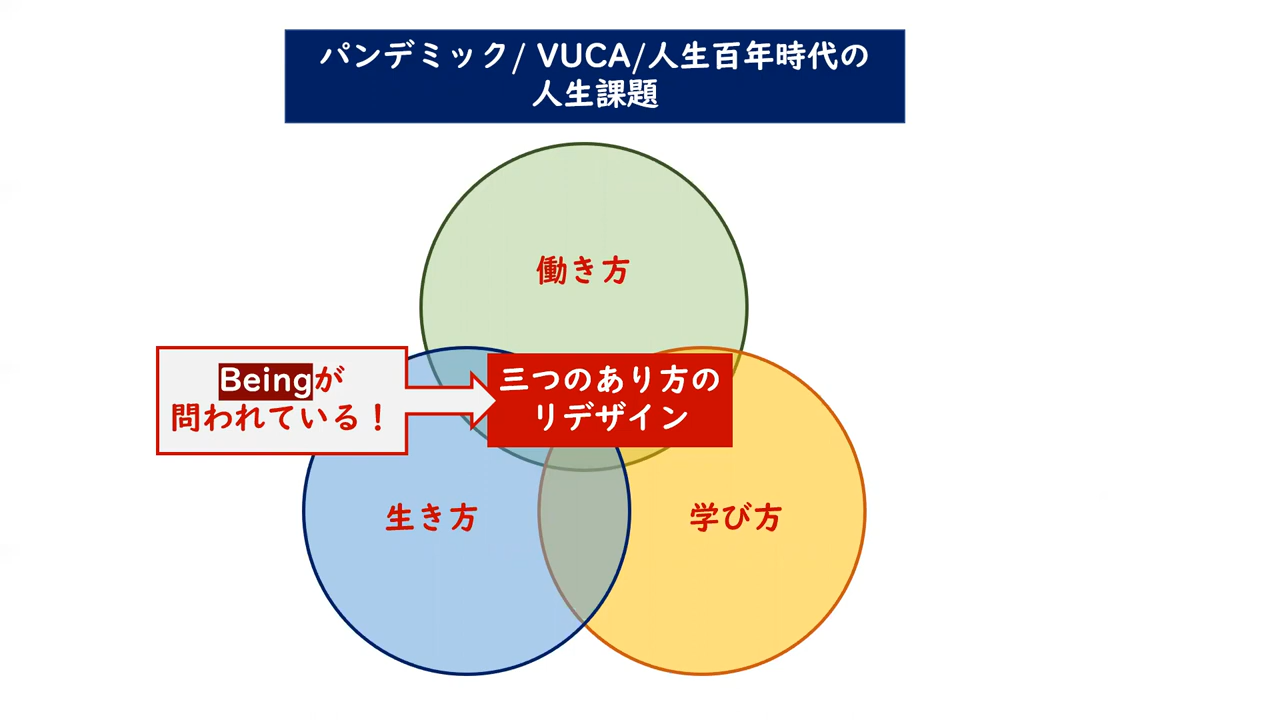 パンデミック/ VUCA/人生百年時代の
人生課題
働き方
Beingが
問われている！
三つのあり方の
リデザイン
生き方
学び方